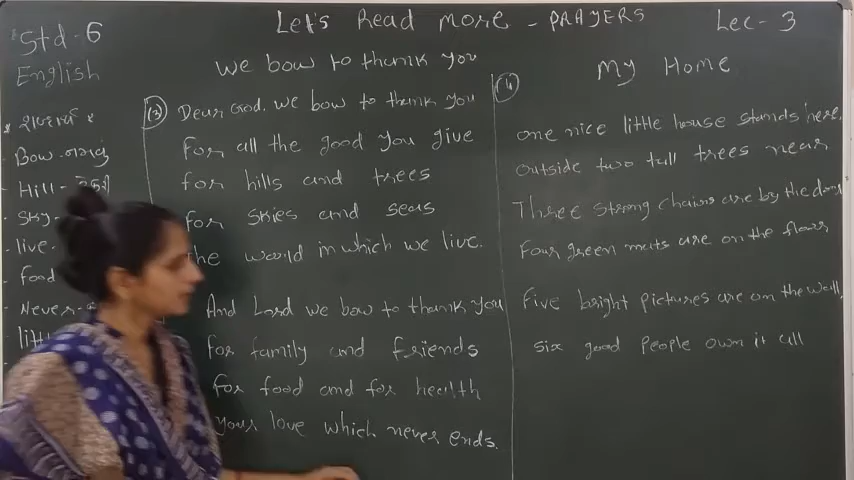 Std-6
English
Let's Read more - PRAYERS
Lec-3
* શબ્દાર્થ *
- Bow - નમવું
- Hill - ટેકરી
- Sky-
- live-
- food
- Never-
we bow to thank you
(3) Dear God, we bow to thank you
For all the good you give
for hills and trees
for skies and seas
the world in which we live.
And Lord we bow to thank you
For family and friends
for food and for health
your love which never ends.
(4)
My Home
one nice little house stands here,
outside two tall trees near
Three strong chairs are by the door
Four green mats are on the floor
Five bright pictures are on the wall,
six good people own it all